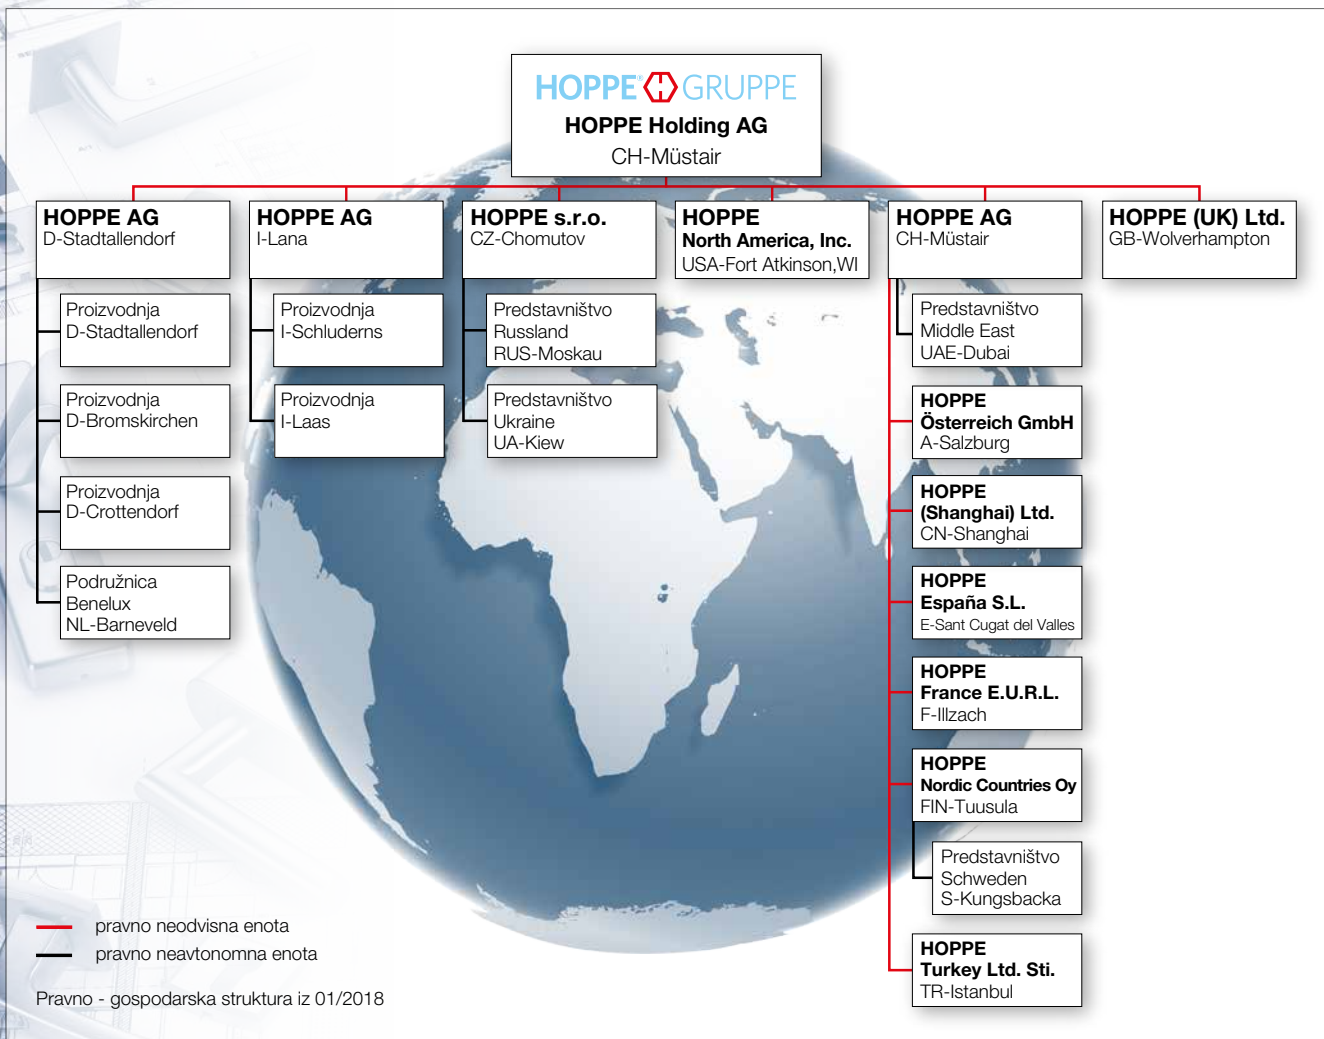 HOPPE® GRUPPE
HOPPE Holding AG
CH-Müstair
HOPPE AG
D-Stadtallendorf
Proizvodnja
D-Stadtallendorf
Proizvodnja
D-Bromskirchen
Proizvodnja
D-Crottendorf
Podružnica
Benelux
NL-Barneveld
HOPPE AG
I-Lana
Proizvodnja
I-Schluderns
Proizvodnja
I-Laas
HOPPE s.r.o.
CZ-Chomutov
Predstavništvo
Russland
RUS-Moskau
Predstavništvo
Ukraine
UA-Kiew
HOPPE
North America, Inc.
USA-Fort Atkinson,WI
HOPPE AG
CH-Müstair
Predstavništvo
Middle East
UAE-Dubai
HOPPE
Österreich GmbH
A-Salzburg
HOPPE
(Shanghai) Ltd.
CN-Shanghai
HOPPE
España S.L.
E-Sant Cugat del Valles
HOPPE
France E.U.R.L.
F-Illzach
HOPPE
Nordic Countries Oy
FIN-Tuusula
Predstavništvo
Schweden
S-Kungsbacka
HOPPE
Turkey Ltd. Sti.
TR-Istanbul
HOPPE (UK) Ltd.
GB-Wolverhampton
pravno neodvisna enota
pravno neavtonomna enota
Pravno - gospodarska struktura iz 01/2018